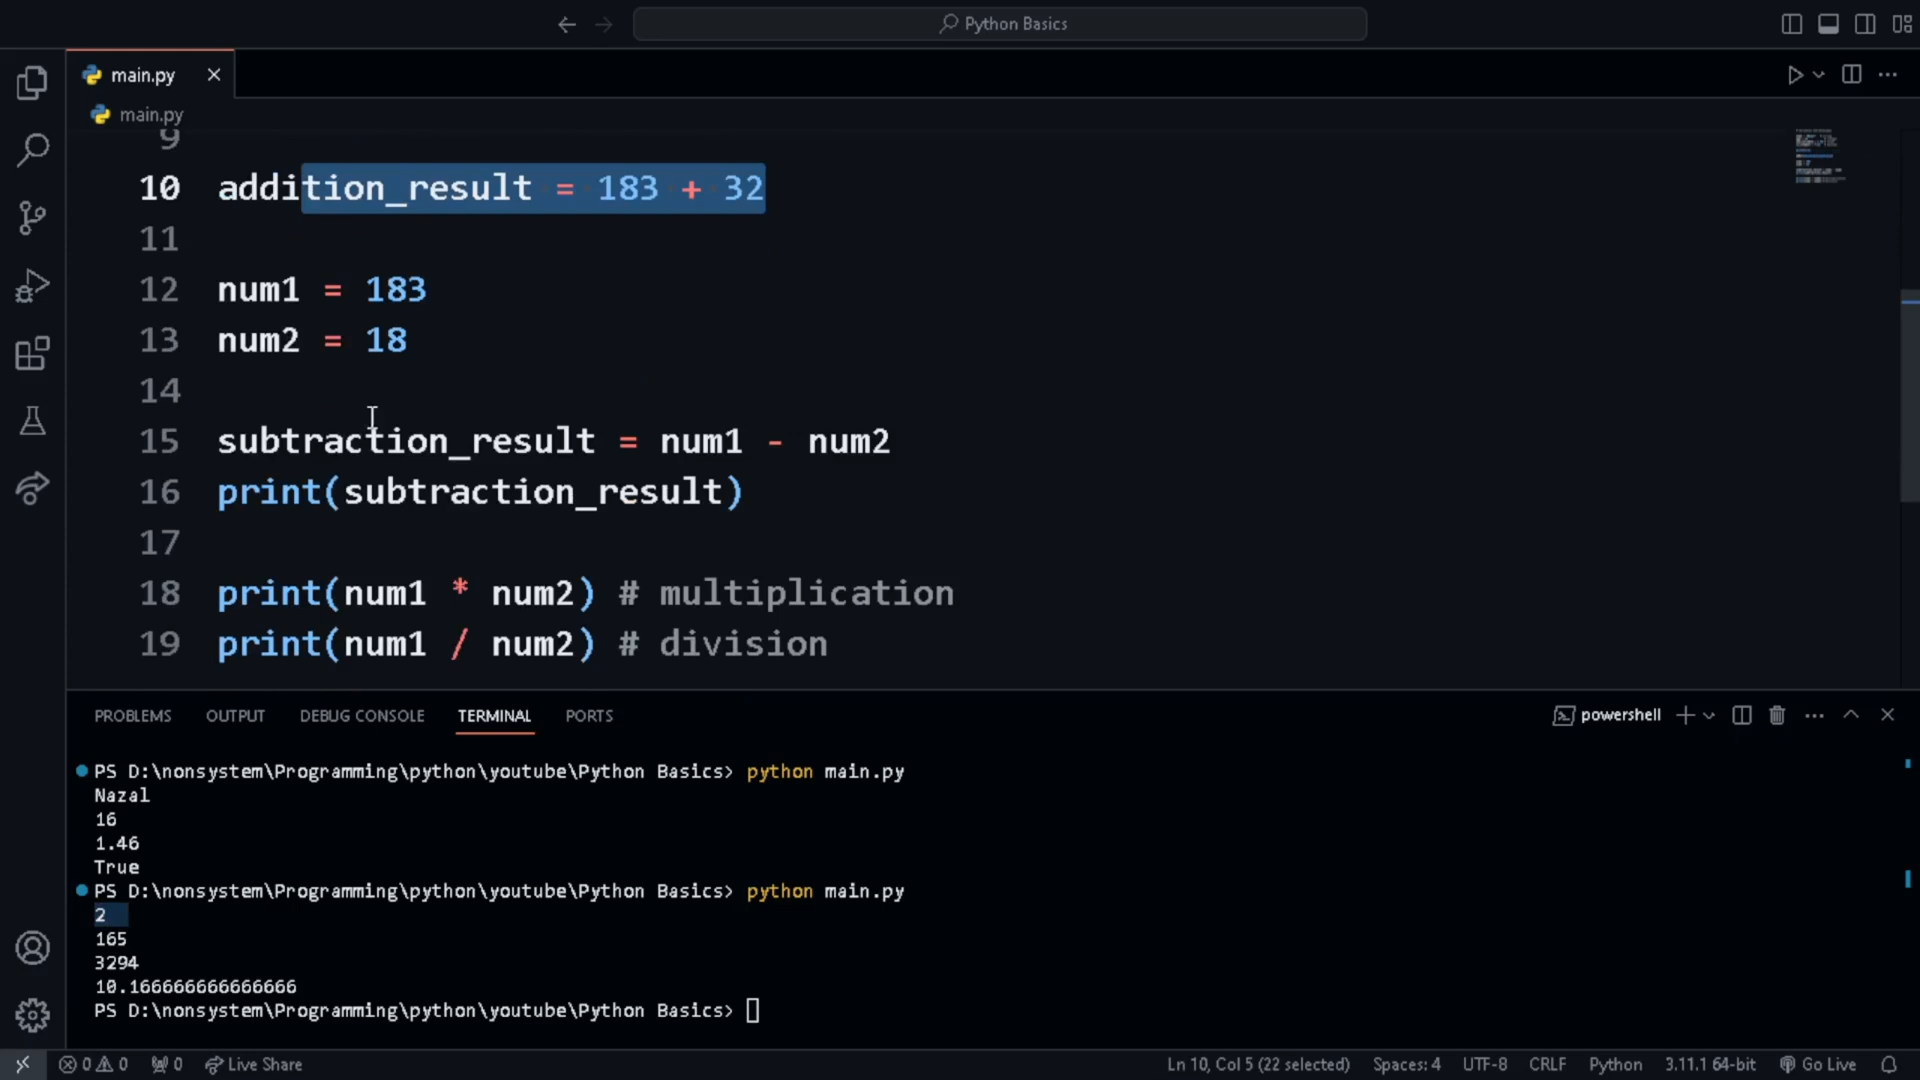 Python Basics
main.py
main.py
9
10 addition_result = 183 + 32
11
12 num1 = 183
13 num2 = 18
14
15 subtraction_result = num1 - num2
16 print(subtraction_result)
17
18 print(num1 * num2) # multiplication
19 print(num1 / num2) # division
PROBLEMS OUTPUT DEBUG CONSOLE TERMINAL PORTS powershell
PS D:\nonsystem\Programming\python\youtube\Python Basics> python main.py
Nazal
16
1.46
True
PS D:\nonsystem\Programming\python\youtube\Python Basics> python main.py
2
165
3294
10.166666666666666
PS D:\nonsystem\Programming\python\youtube\Python Basics>
0 0 0 Live Share Ln 10, Col 5 (22 selected) Spaces: 4 UTF-8 CRLF Python 3.11.1 64-bit Go Live